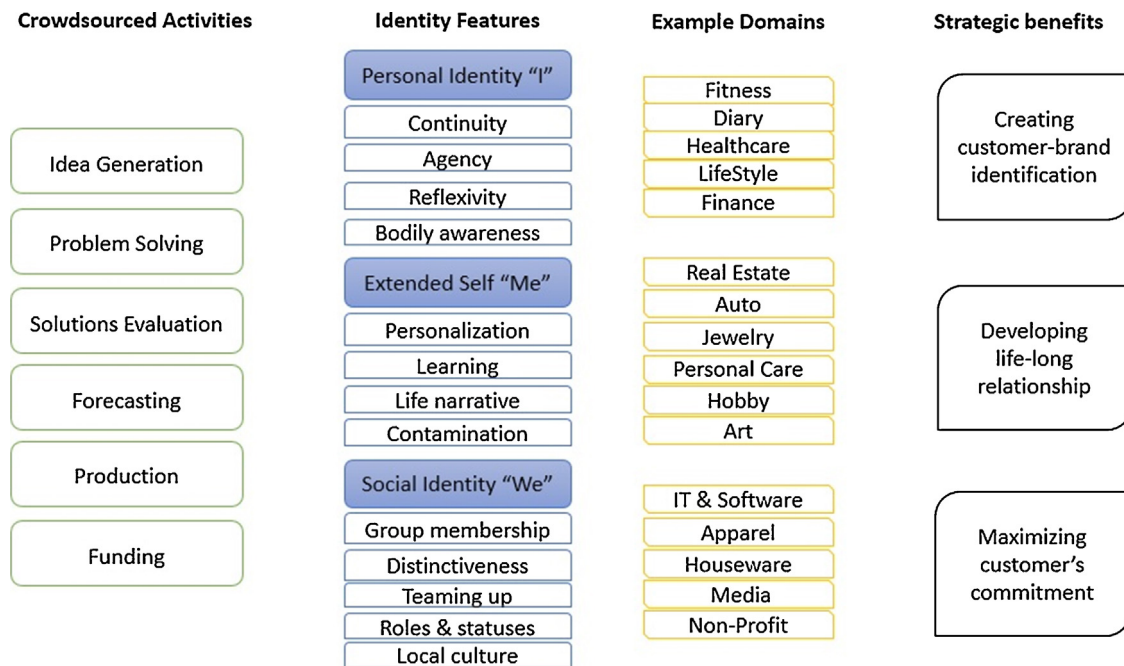 Crowdsourced Activities
Idea Generation
Problem Solving
Solutions Evaluation
Forecasting
Production
Funding
Identity Features
Personal Identity “I”
Continuity
Agency
Reflexivity
Bodily awareness
Extended Self “Me”
Personalization
Learning
Life narrative
Contamination
Social Identity “We”
Group membership
Distinctiveness
Teaming up
Roles & statuses
Local culture
Example Domains
Fitness
Diary
Healthcare
LifeStyle
Finance
Real Estate
Auto
Jewelry
Personal Care
Hobby
Art
IT & Software
Apparel
Houseware
Media
Non-Profit
Strategic benefits
Creating
customer-brand
identification
Developing
life-long
relationship
Maximizing
customer’s
commitment